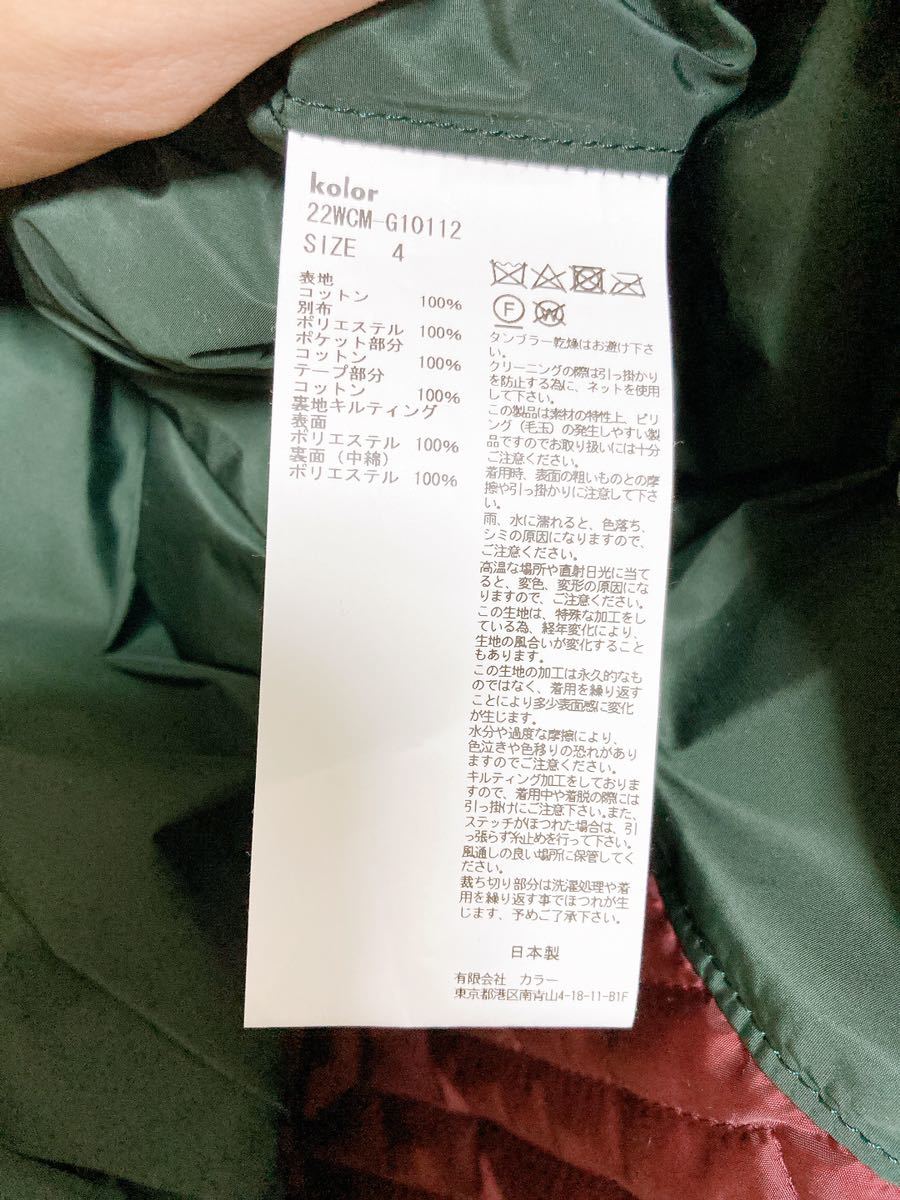 kolor
22WCM-G10112
SIZE 4
表地
コットン 100%
別布
ポリエステル 100%
ポケット部分
コットン 100%
テープ部分
コットン 100%
裏地キルティング
表面
ポリエステル 100%
裏面（中綿）
ポリエステル 100%
F W
タンブラー乾燥はお避け下さ
い。
クリーニングの際は引っ掛かり
を防止する為に、ネットを使用
して下さい。
この製品は素材の特性上、ピリ
ング（毛玉）の発生しやすい製
品ですのでお取り扱いには十分
ご注意ください。
着用時、表面の粗いものとの摩
擦や引っ掛かりに注意して下さ
い。
雨、水に濡れると、色落ち、
シミの原因になりますので、
ご注意ください。
高温な場所や直射日光に当て
ると、変色、変形の原因にな
りますので、ご注意ください。
この生地は、特殊な加工をし
ている為、経年変化により、
生地の風合いが変化すること
もあります。
この生地の加工は永久的なも
のではなく、着用を繰り返す
ことにより多少表面感に変化
が生じます。
水分や過度な摩擦により、
色泣きや色移りの恐れがあり
ますのでご注意ください。
キルティング加工をしておりま
すので、着用中や着脱の際には
引っ掛けにご注意下さい。また、
ステッチがほつれた場合は、引
っ張らず糸止めを行って下さい。
風通しの良い場所に保管してく
ださい。
裁ち切り部分は洗濯処理や着
用を繰り返す事でほつれが生
じます、予めご了承下さい。
日本製
有限会社 カラー
東京都港区南青山4-18-11-B1F